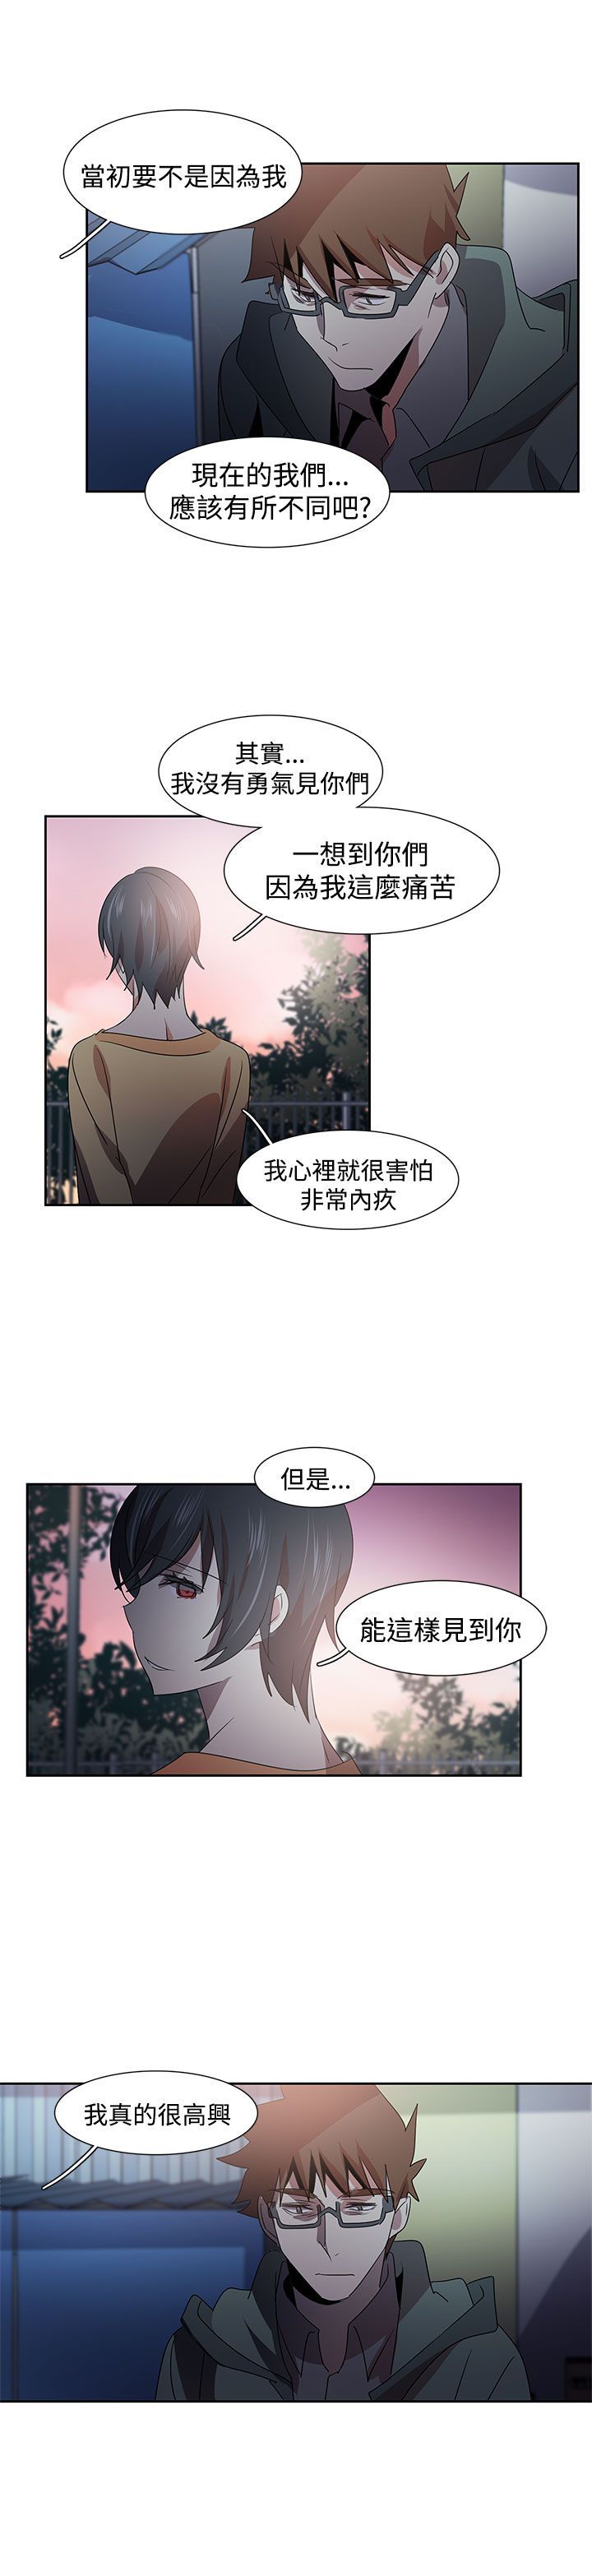 當初要不是因為我
現在的我們...
應該有所不同吧?
其實...
我沒有勇氣見你們
一想到你們
因為我這麼痛苦
我心裡就很害怕
非常內疚
但是...
能這樣見到你
我真的很高興